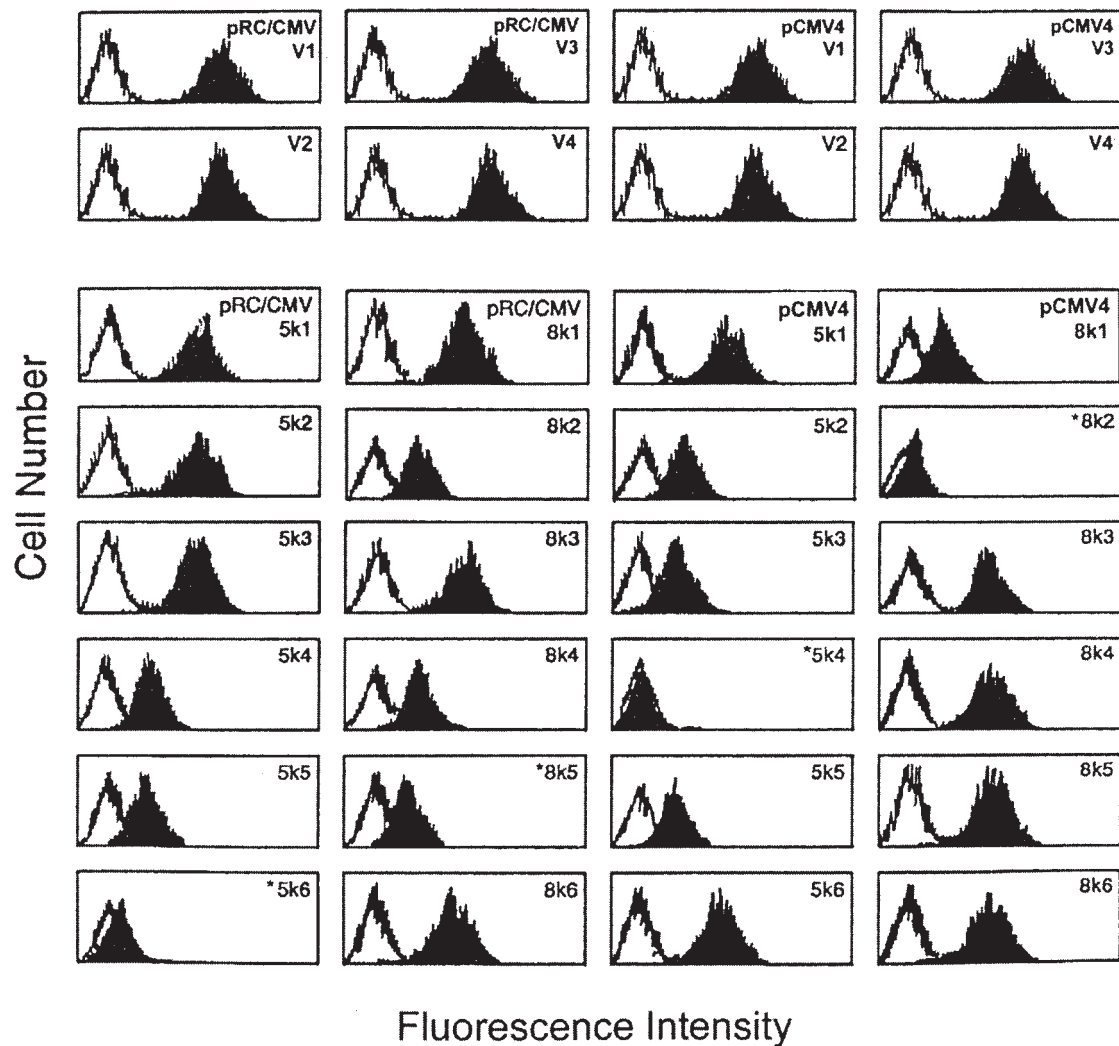 pRC/CMV
V1
pRC/CMV
V3
pCMV4
V1
pCMV4
V3
V2
V4
V2
V4
Cell Number
pRC/CMV
5k1
pRC/CMV
8k1
pCMV4
5k1
pCMV4
8k1
5k2
8k2
5k2
*8k2
5k3
8k3
5k3
8k3
5k4
8k4
*5k4
8k4
5k5
*8k5
5k5
8k5
*5k6
8k6
5k6
8k6
Fluorescence Intensity